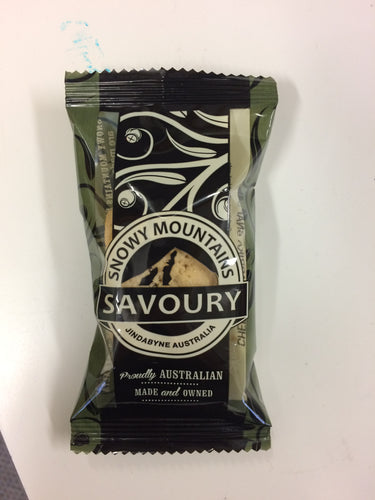 SNOWY MOUNTAINS
SAVOURY
JINDABYNE AUSTRALIA
Proudly AUSTRALIAN
MADE and OWNED